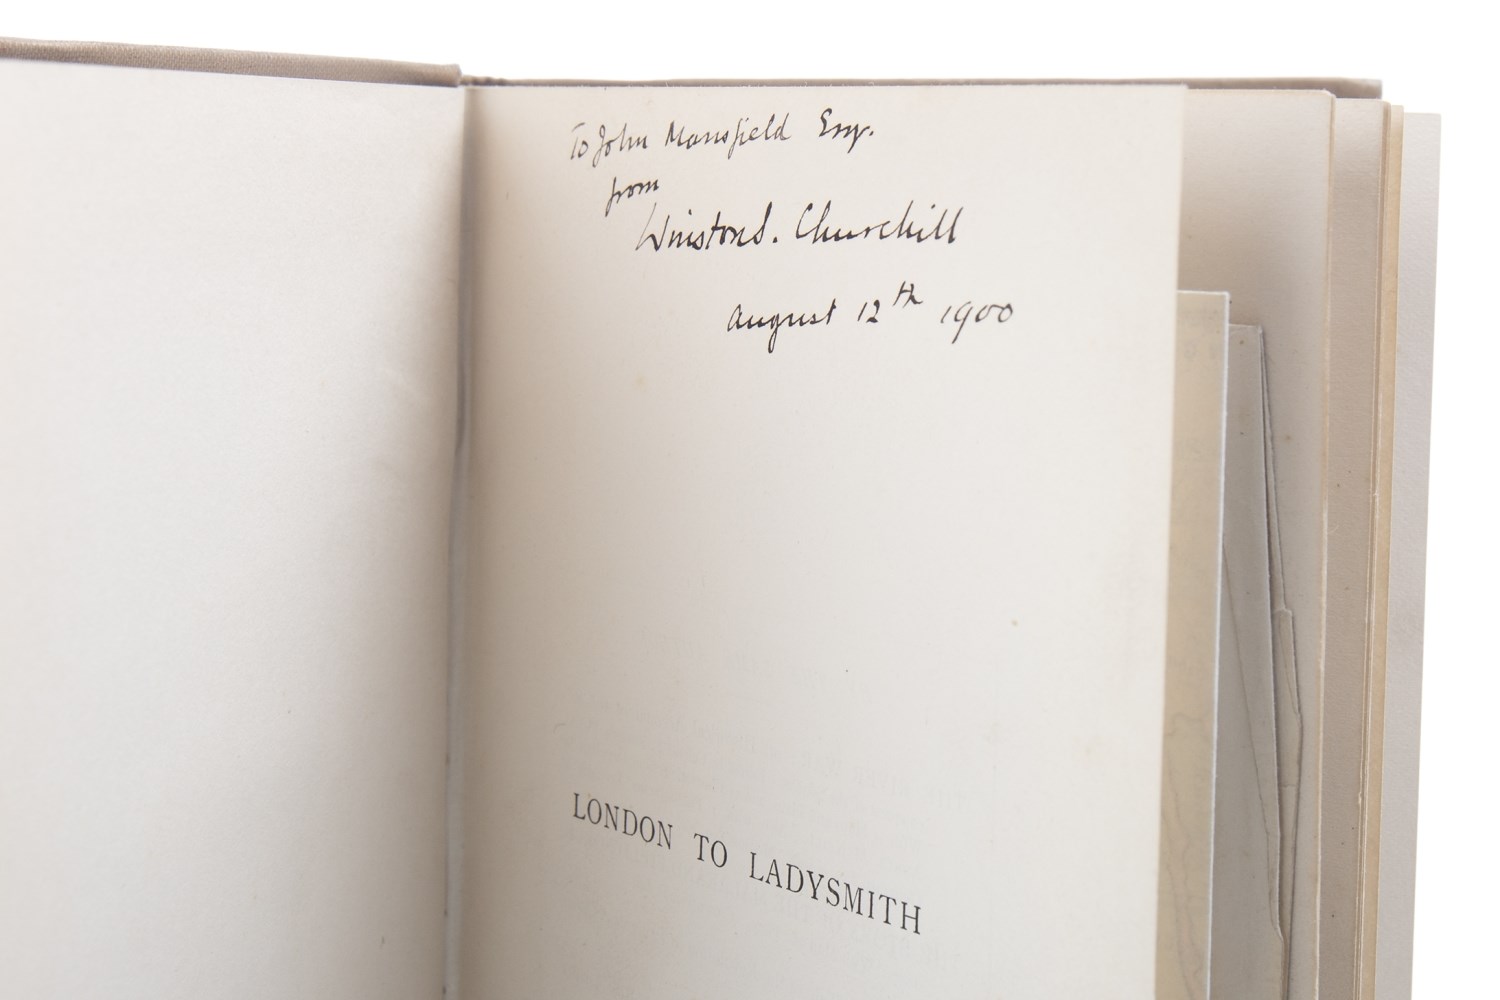 To John Mansfield Esq.
from
Winston S. Churchill
August 12th 1900
LONDON TO LADYSMITH